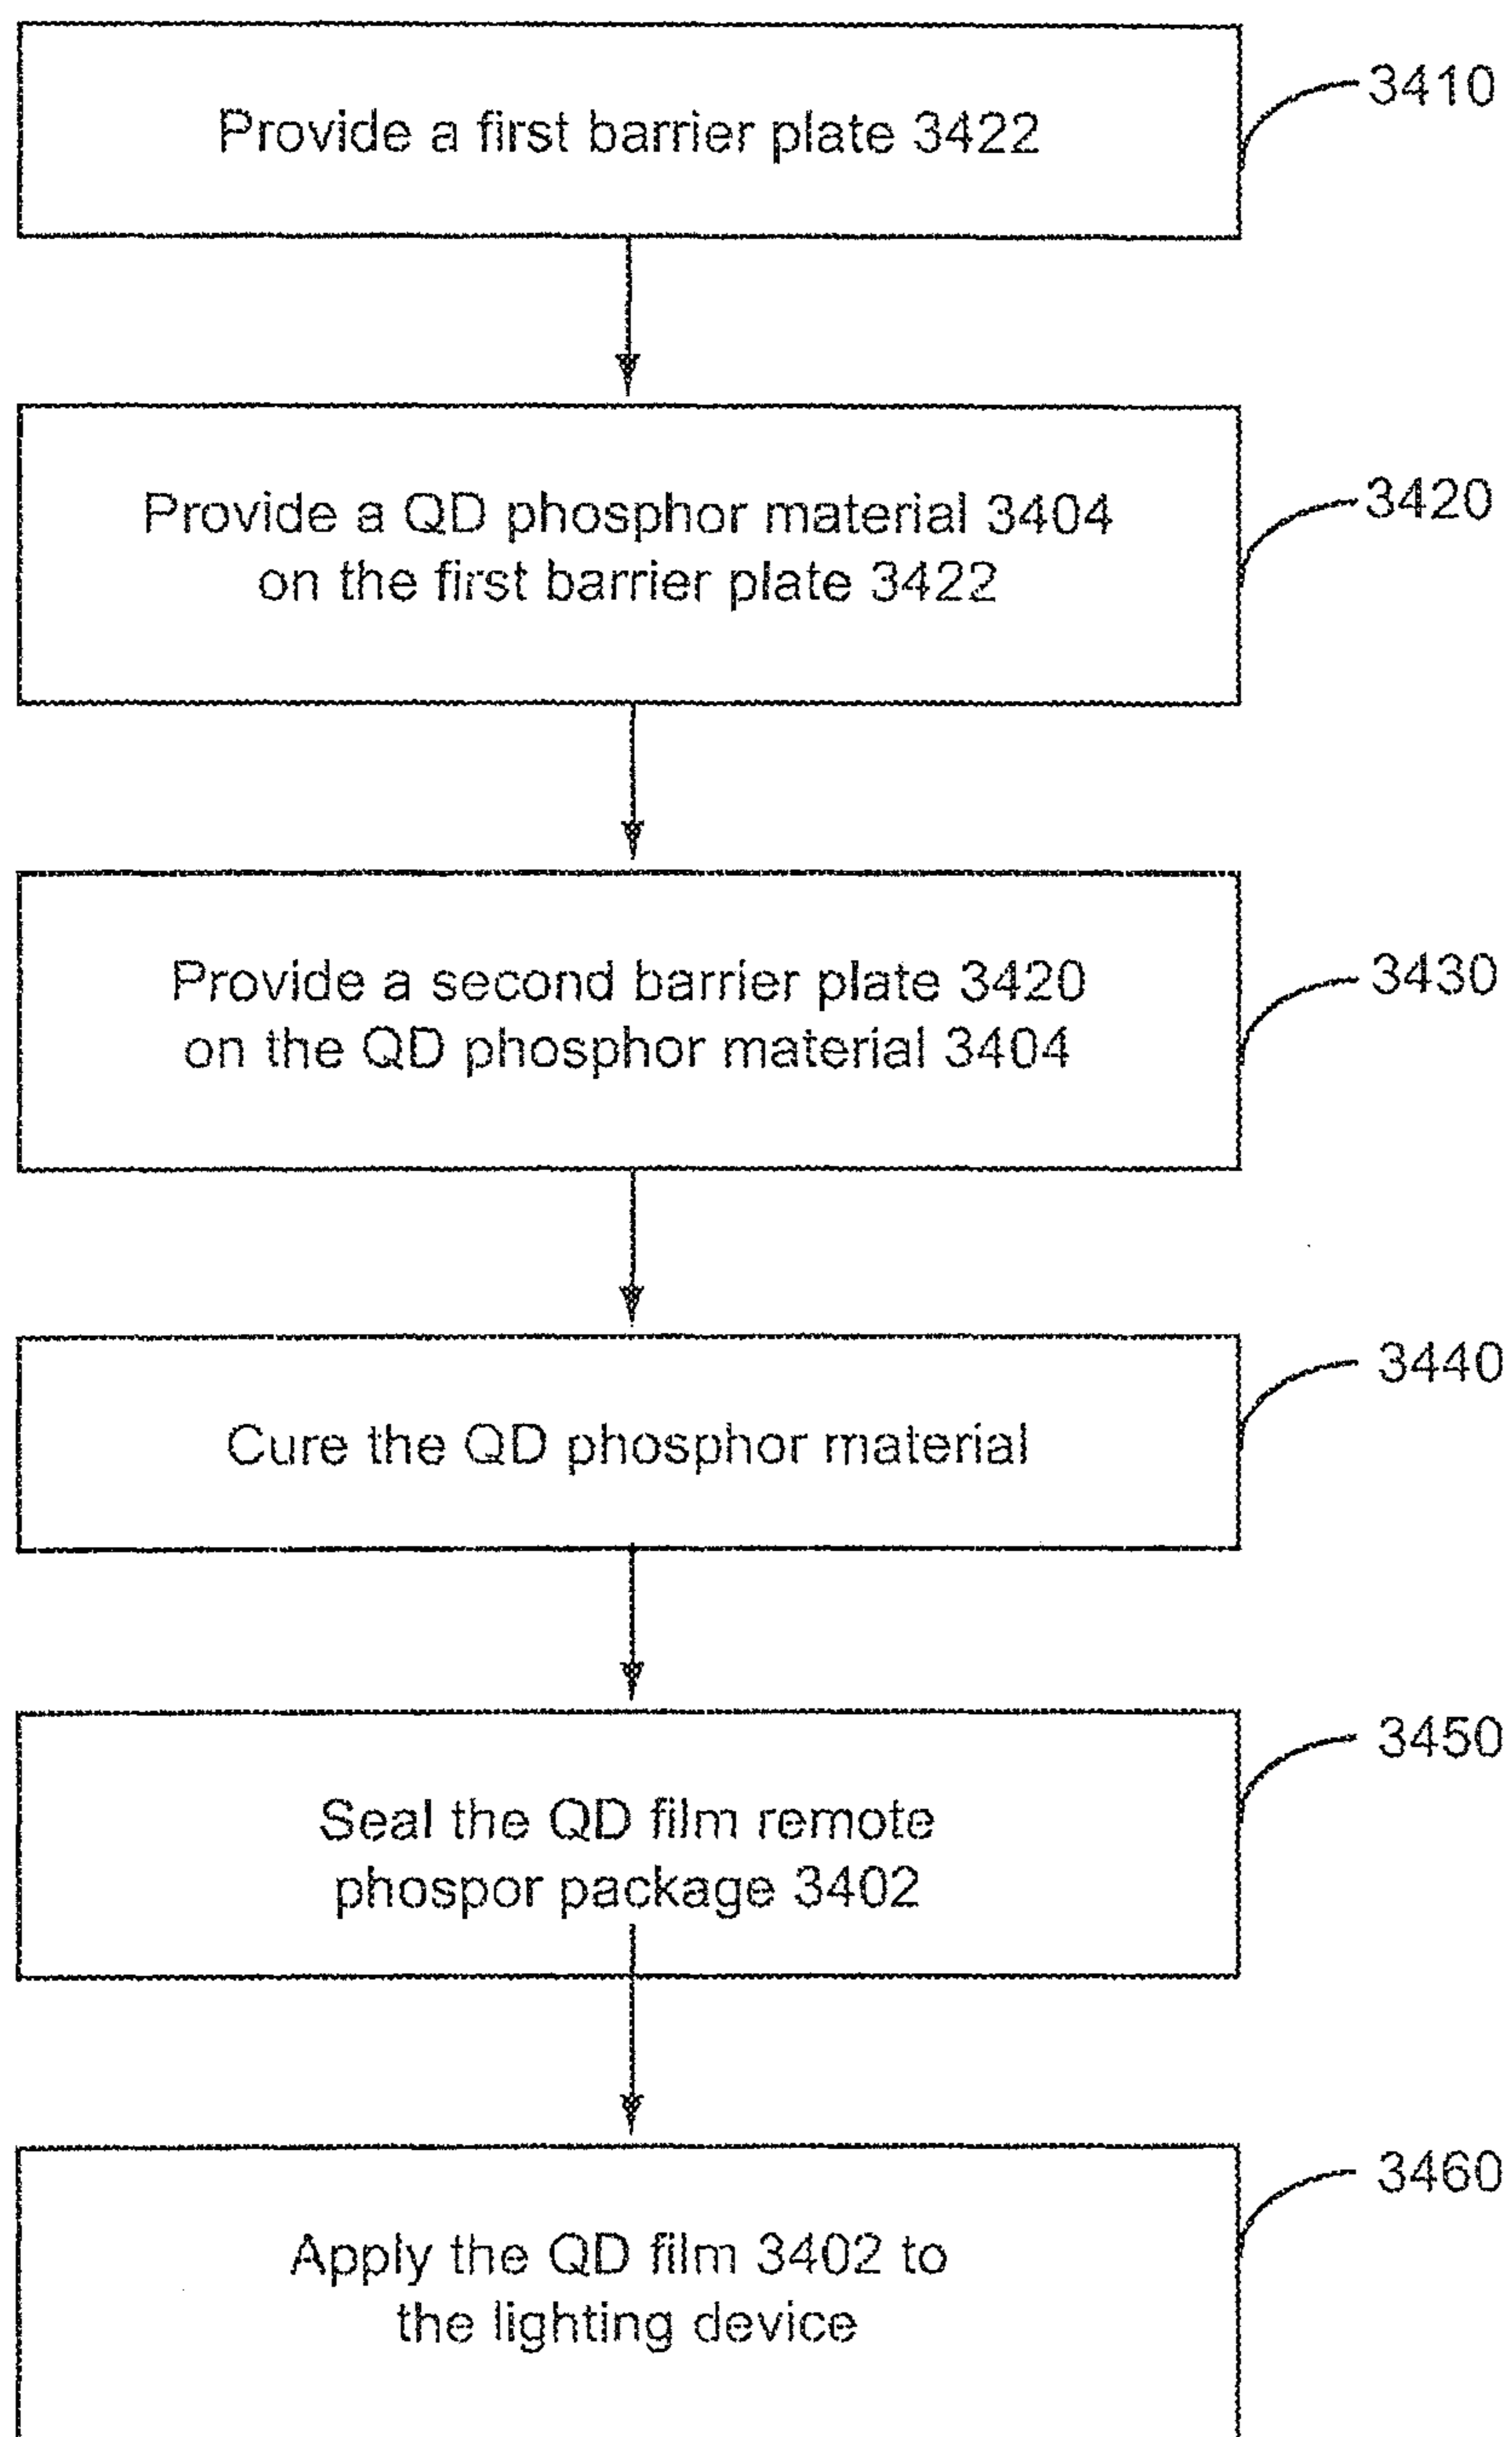 Provide a first barrier plate 3422
3410
Provide a QD phosphor material 3404
on the first barrier plate 3422
3420
Provide a second barrier plate 3420
on the QD phosphor material 3404
3430
Cure the QD phosphor material
3440
Seal the QD film remote
phospor package 3402
3450
Apply the QD film 3402 to
the lighting device
3460